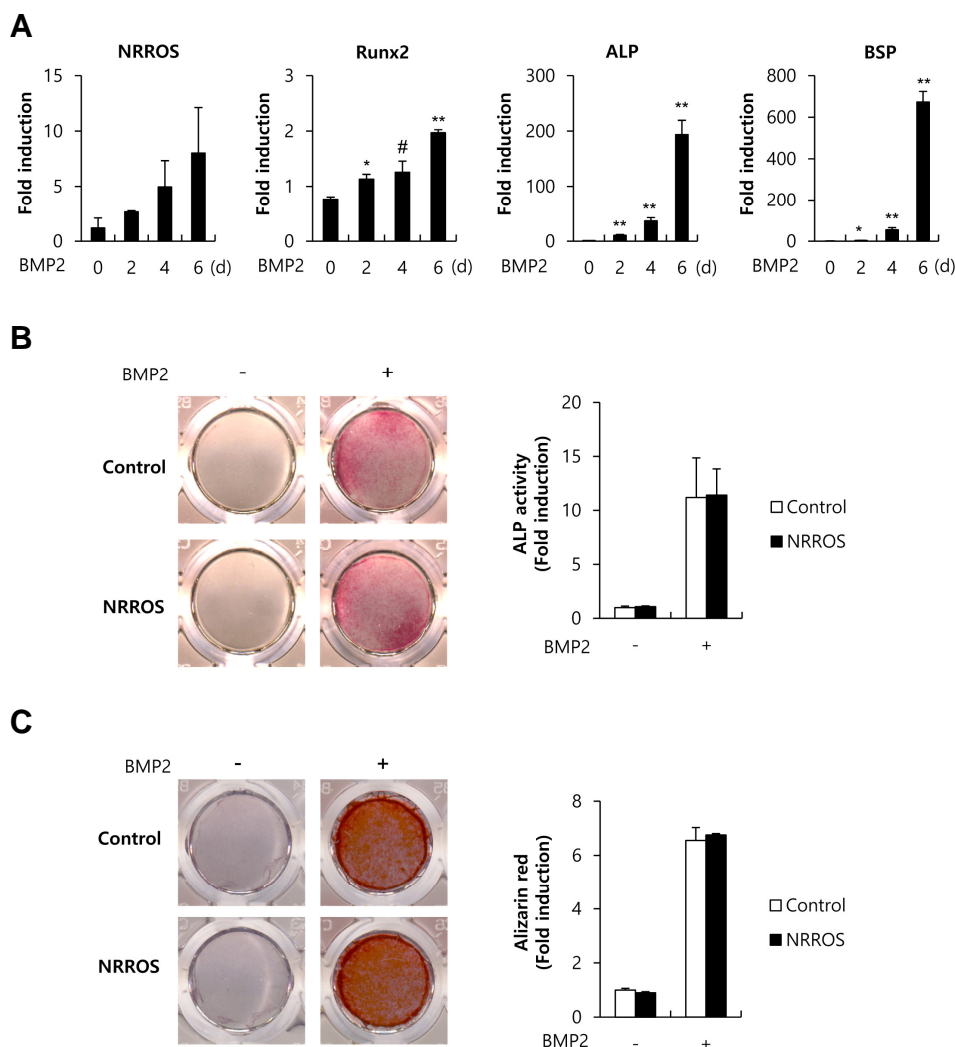 A
NRROS
Runx2
ALP
BSP
Fold induction
15
10
5
0
BMP2 0 2 4 6 (d)
Fold induction
3
2
1
0
*
#
**
BMP2 0 2 4 6 (d)
Fold induction
300
200
100
0
**
**
**
BMP2 0 2 4 6 (d)
Fold induction
800
600
400
200
0
*
**
**
BMP2 0 2 4 6 (d)
B
BMP2 - +
Control
NRROS
ALP activity
(Fold induction)
20
15
10
5
0
BMP2 - +
Control
NRROS
C
BMP2 - +
Control
NRROS
Alizarin red
(Fold induction)
8
6
4
2
0
BMP2 - +
Control
NRROS